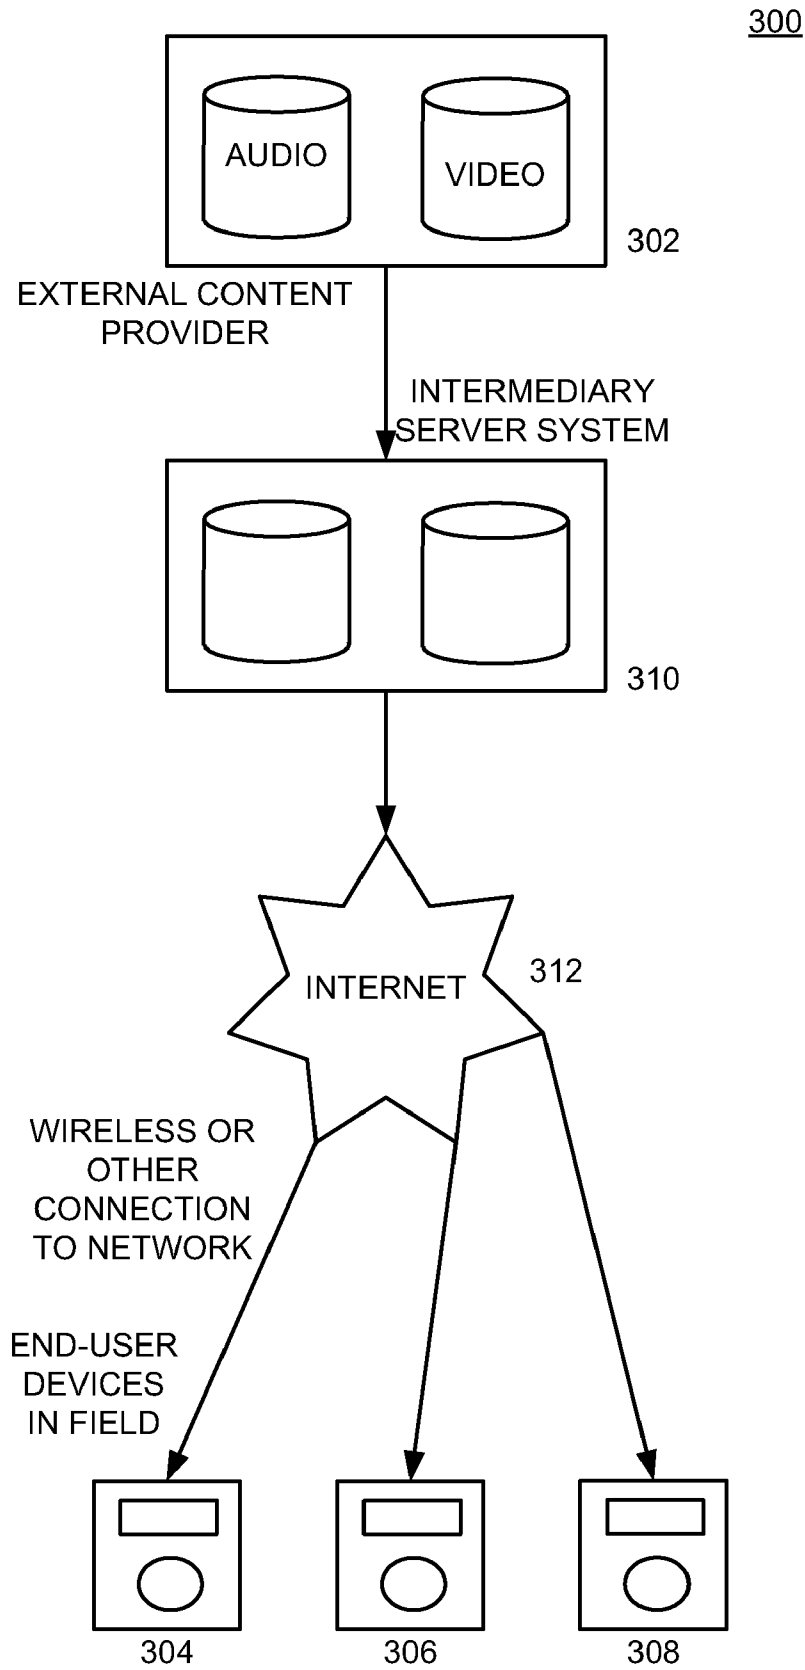 300
AUDIO
VIDEO
302
EXTERNAL CONTENT
PROVIDER
INTERMEDIARY
SERVER SYSTEM
310
INTERNET
312
WIRELESS OR
OTHER
CONNECTION
TO NETWORK
END-USER
DEVICES
IN FIELD
304
306
308